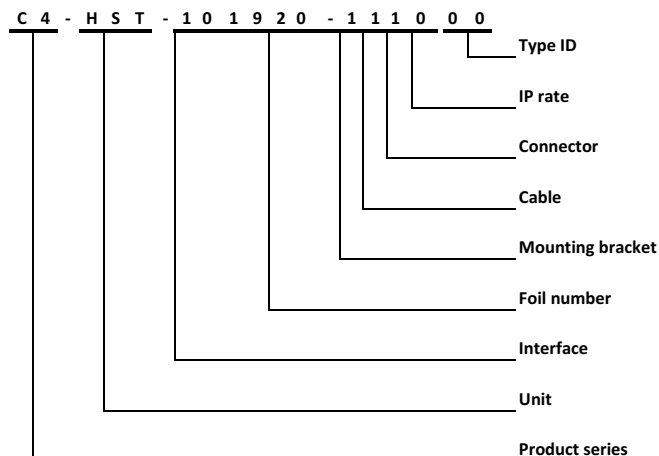 C4-HST-101920-111000
Type ID
IP rate
Connector
Cable
Mounting bracket
Foil number
Interface
Unit
Product series